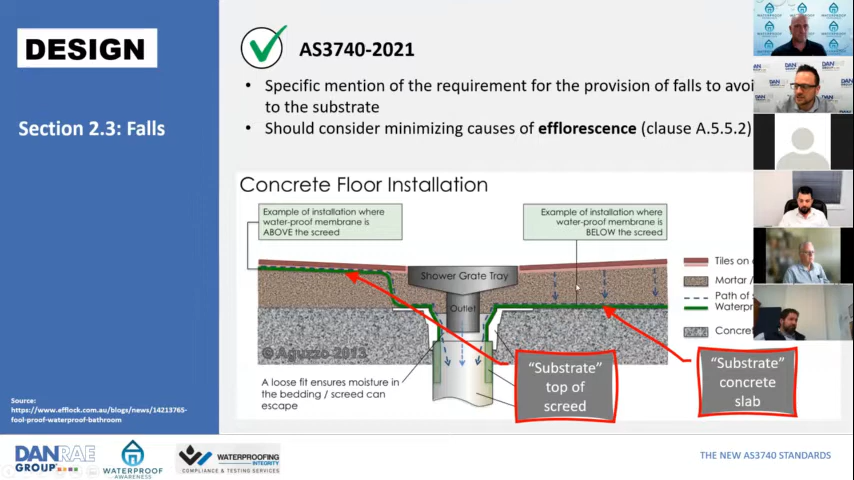 DESIGN
Section 2.3: Falls
AS3740-2021
• Specific mention of the requirement for the provision of falls to avoi
to the substrate
• Should consider minimizing causes of efflorescence (clause A.5.5.2)
Concrete Floor Installation
Example of installation where
water-proof membrane is
ABOVE the screed
Example of installation where
water-proof membrane is
BELOW the screed
Shower Grate Tray
Outlet
Tiles on
Mortar /
Path of
Waterp
Concre
© Aguzzo 2013
A loose fit ensures moisture in
the bedding / screed can
escape
"Substrate"
top of
screed
"Substrate"
concrete
slab
Source:
https://www.afflock.com.au/blogs/news/14213765-
fool-proof-waterproof-bathroom
DANRAE
GROUP
WATERPROOF
AWARENESS
WATERPROOFING
INTEGRITY
COMPLIANCE & TESTING SERVICES
THE NEW AS3740 STANDARDS